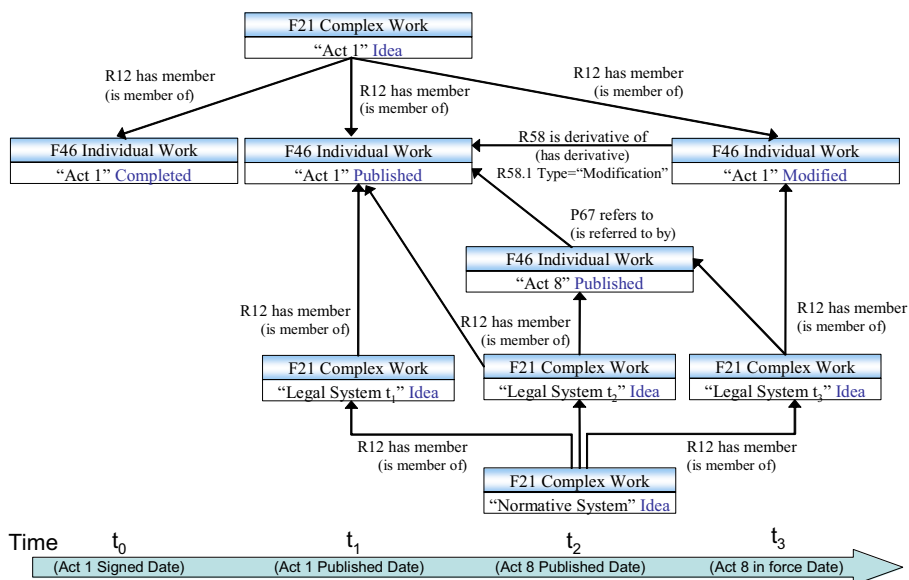 F21 Complex Work
“Act 1” Idea
R12 has member
(is member of)
R12 has member
(is member of)
R12 has member
(is member of)
F46 Individual Work
“Act 1” Completed
F46 Individual Work
“Act 1” Published
R58 is derivative of
(has derivative)
R58.1 Type=“Modification”
F46 Individual Work
“Act 1” Modified
P67 refers to
(is referred to by)
F46 Individual Work
“Act 8” Published
R12 has member
(is member of)
R12 has member
(is member of)
R12 has member
(is member of)
F21 Complex Work
“Legal System t1” Idea
F21 Complex Work
“Legal System t2” Idea
F21 Complex Work
“Legal System t3” Idea
R12 has member
(is member of)
R12 has member
(is member of)
F21 Complex Work
“Normative System” Idea
Time t0 t1 t2 t3
(Act 1 Signed Date) (Act 1 Published Date) (Act 8 Published Date) (Act 8 in force Date)